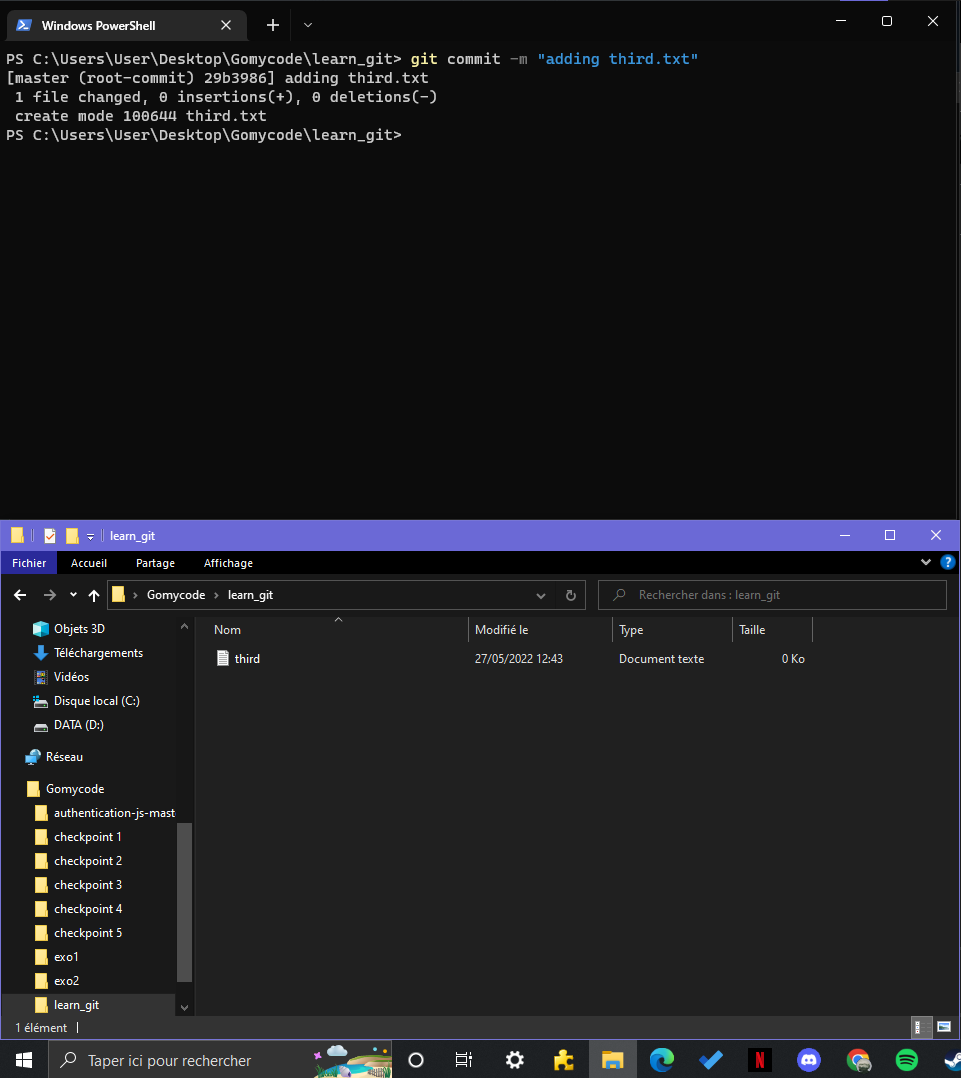 Windows PowerShell
PS C:\Users\User\Desktop\Gomycode\learn_git> git commit -m "adding third.txt"
[master (root-commit) 29b3986] adding third.txt
 1 file changed, 0 insertions(+), 0 deletions(-)
 create mode 100644 third.txt
PS C:\Users\User\Desktop\Gomycode\learn_git>
learn_git
Fichier Accueil Partage Affichage
Gomycode > learn_git Rechercher dans : learn_git
Nom Modifié le Type Taille
third 27/05/2022 12:43 Document texte 0 Ko
Objets 3D
Téléchargements
Vidéos
Disque local (C:)
DATA (D:)
Réseau
Gomycode
authentication-js-mast
checkpoint 1
checkpoint 2
checkpoint 3
checkpoint 4
checkpoint 5
exo1
exo2
learn_git
1 élément
Taper ici pour rechercher